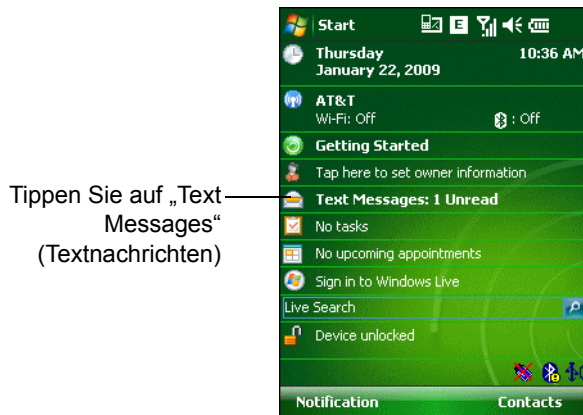 Start E
Thursday 10:36 AM
January 22, 2009
AT&T
Wi-Fi: Off : Off
Getting Started
Tap here to set owner information
Tippen Sie auf „Text
Messages“
(Textnachrichten)
Text Messages: 1 Unread
No tasks
No upcoming appointments
Sign in to Windows Live
Live Search
Device unlocked
Notification Contacts